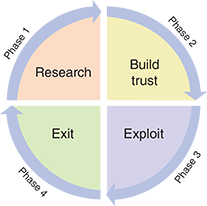 Phase 1
Phase 2
Research
Build
trust
Exit
Exploit
Phase 4
Phase 3